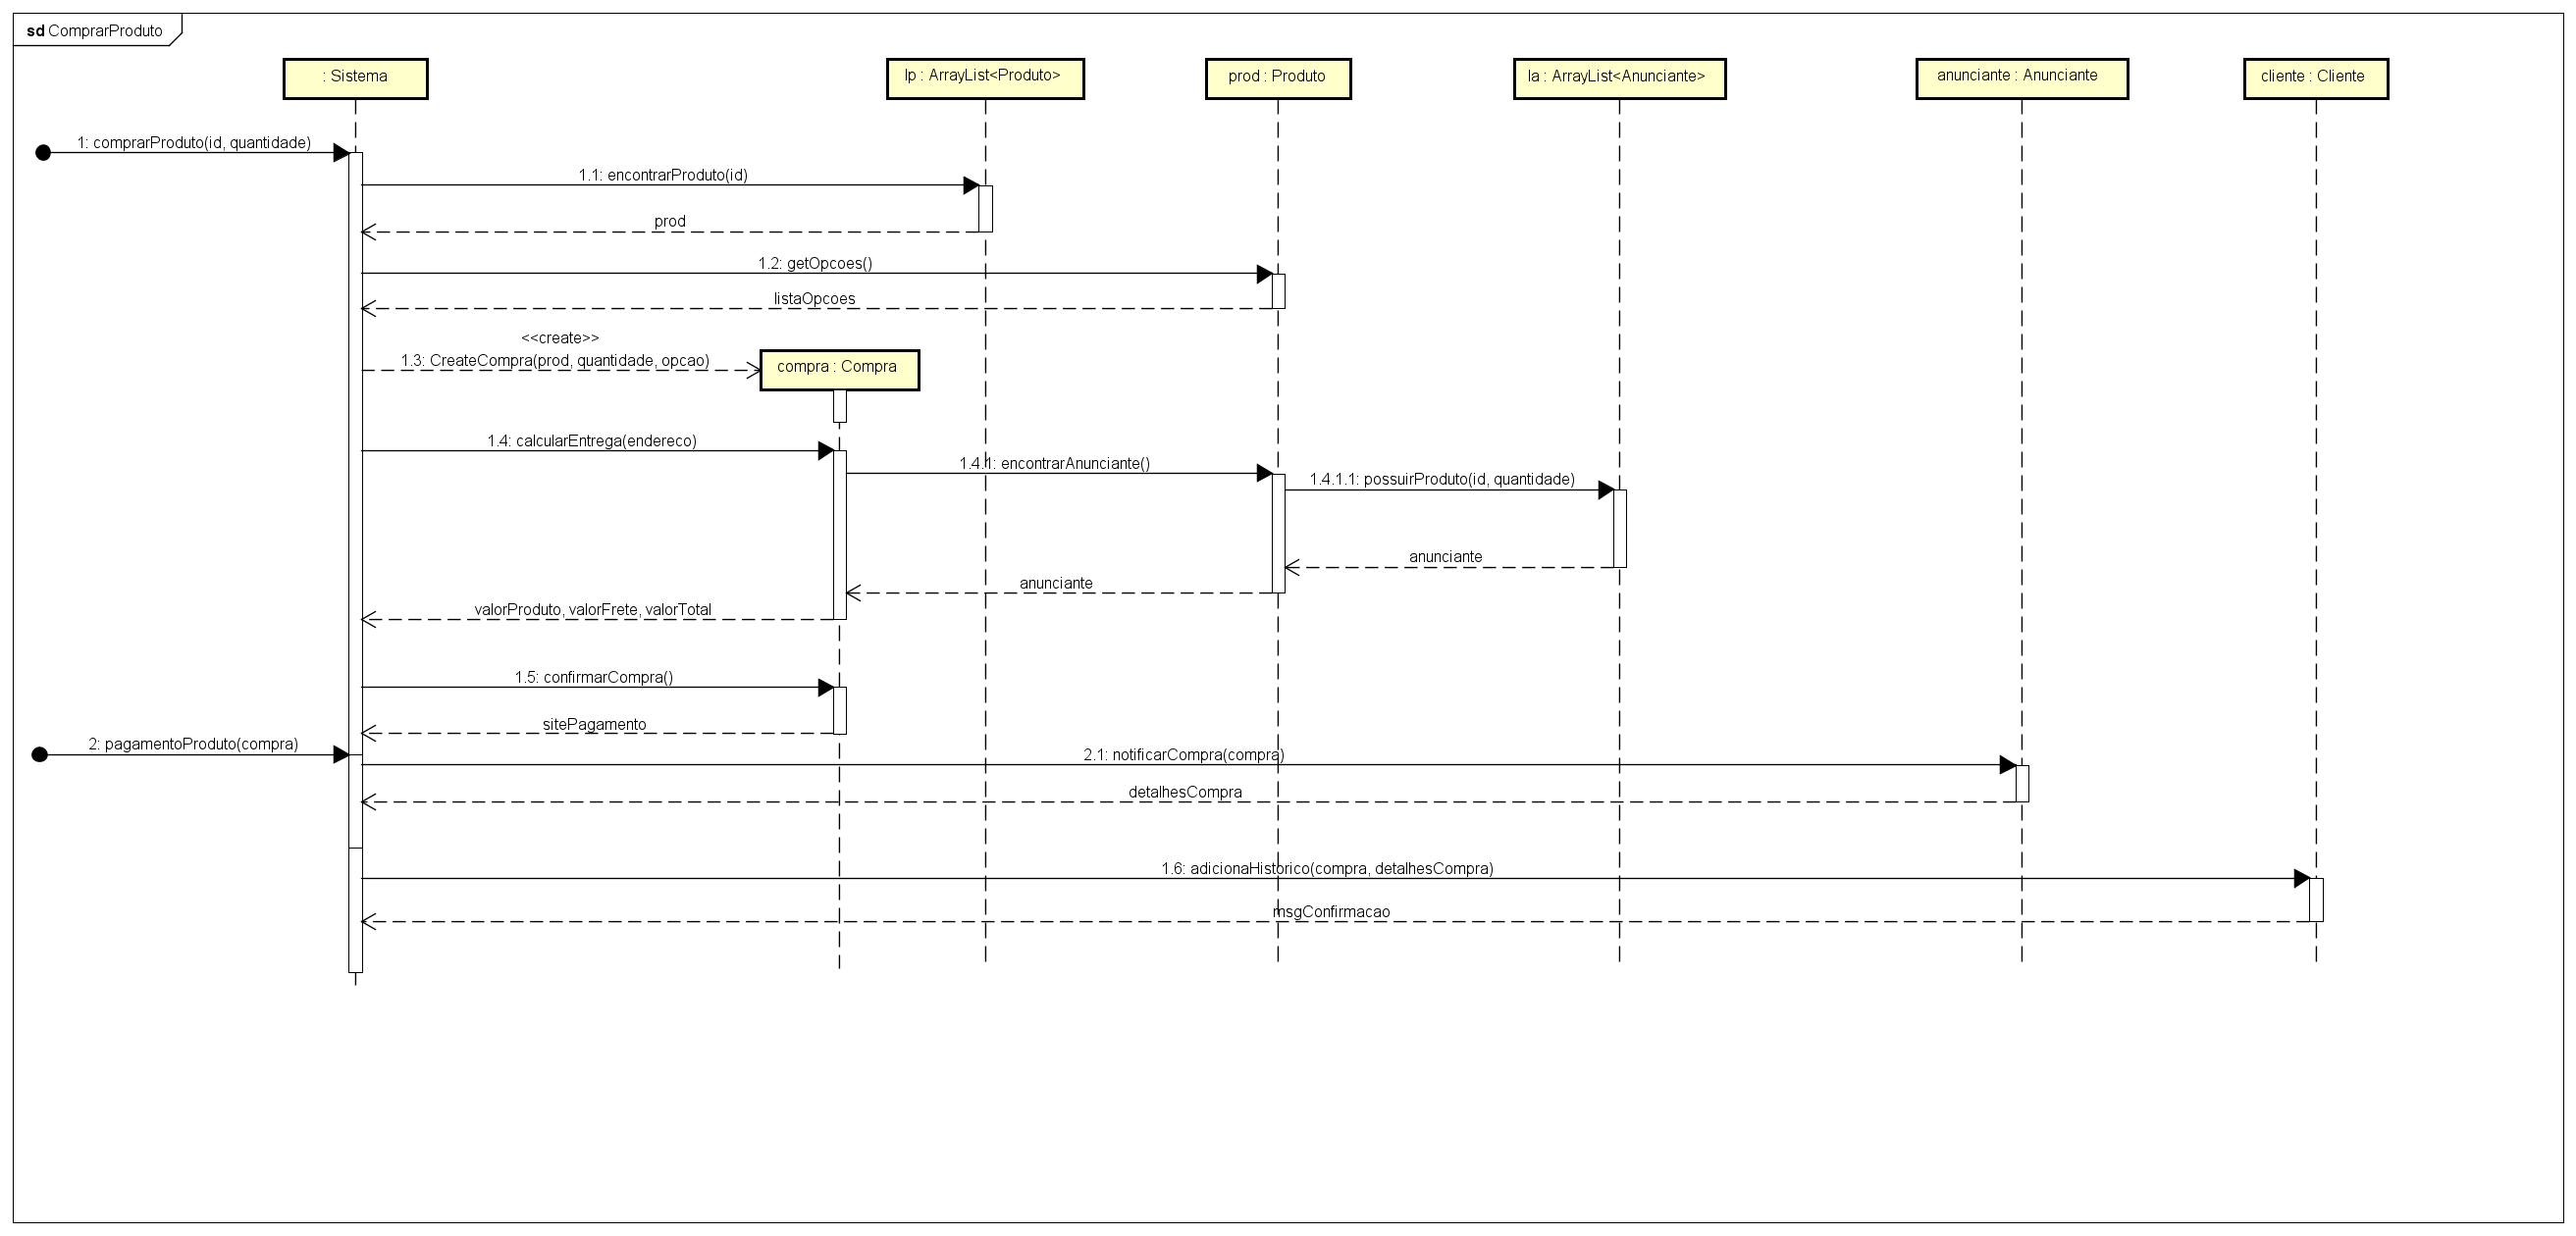 sd ComprarProduto
: Sistema
lp : ArrayList<Produto>
prod : Produto
la : ArrayList<Anunciante>
anunciante : Anunciante
cliente : Cliente
1: comprarProduto(id, quantidade)
1.1: encontrarProduto(id)
prod
1.2: getOpcoes()
listaOpcoes
<<create>>
1.3: CreateCompra(prod, quantidade, opcao)
compra : Compra
1.4: calcularEntrega(endereco)
1.4.1: encontrarAnunciante()
1.4.1.1: possuirProduto(id, quantidade)
anunciante
anunciante
valorProduto, valorFrete, valorTotal
1.5: confirmarCompra()
sitePagamento
2: pagamentoProduto(compra)
2.1: notificarCompra(compra)
detalhesCompra
1.6: adicionaHistorico(compra, detalhesCompra)
msgConfirmacao